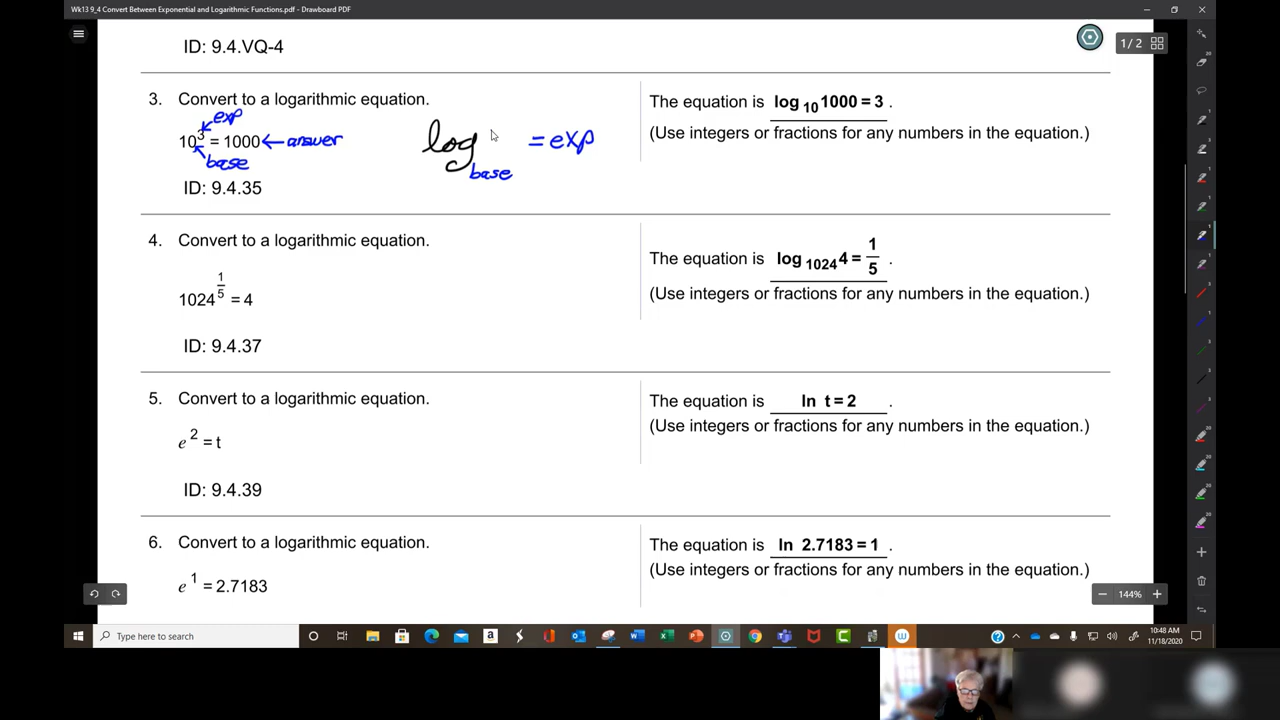 Wk13 9_4 Convert Between Exponential and Logarithmic Functions.pdf - Drawboard PDF
1 / 2
ID: 9.4.VQ-4
3. Convert to a logarithmic equation.
exp
10^3 = 1000 ← answer
base
log base = exp
ID: 9.4.35
The equation is log 10 1000 = 3 .
(Use integers or fractions for any numbers in the equation.)
4. Convert to a logarithmic equation.
1024^1/5 = 4
ID: 9.4.37
The equation is log 1024 4 = 1/5 .
(Use integers or fractions for any numbers in the equation.)
5. Convert to a logarithmic equation.
e^2 = t
ID: 9.4.39
The equation is ln t = 2 .
(Use integers or fractions for any numbers in the equation.)
6. Convert to a logarithmic equation.
e^1 = 2.7183
The equation is ln 2.7183 = 1 .
(Use integers or fractions for any numbers in the equation.)
144%
Type here to search
10:48 AM
11/18/2020